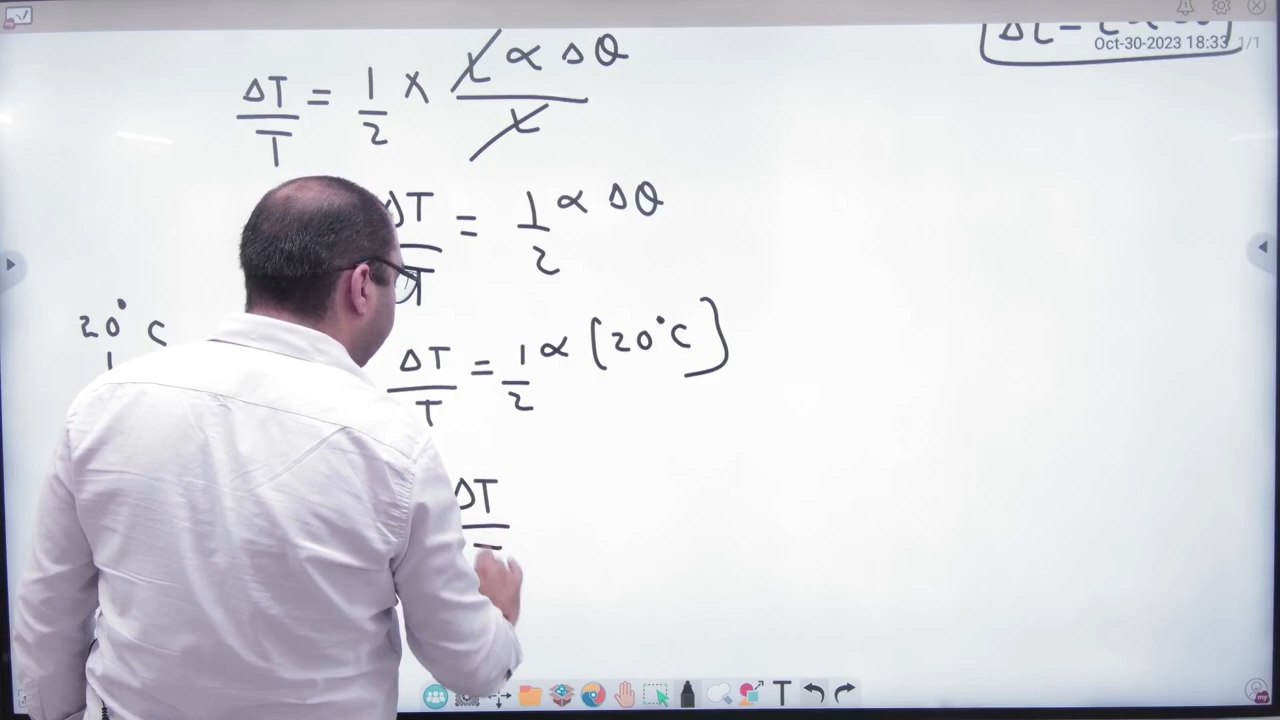 Oct-30-2023 18:33 1/1
ΔT/T = 1/2 × ℓ α Δθ / ℓ
ΔT/T = 1/2 α Δθ
20°C
ΔT/T = 1/2 α (20°C)
ΔT
T